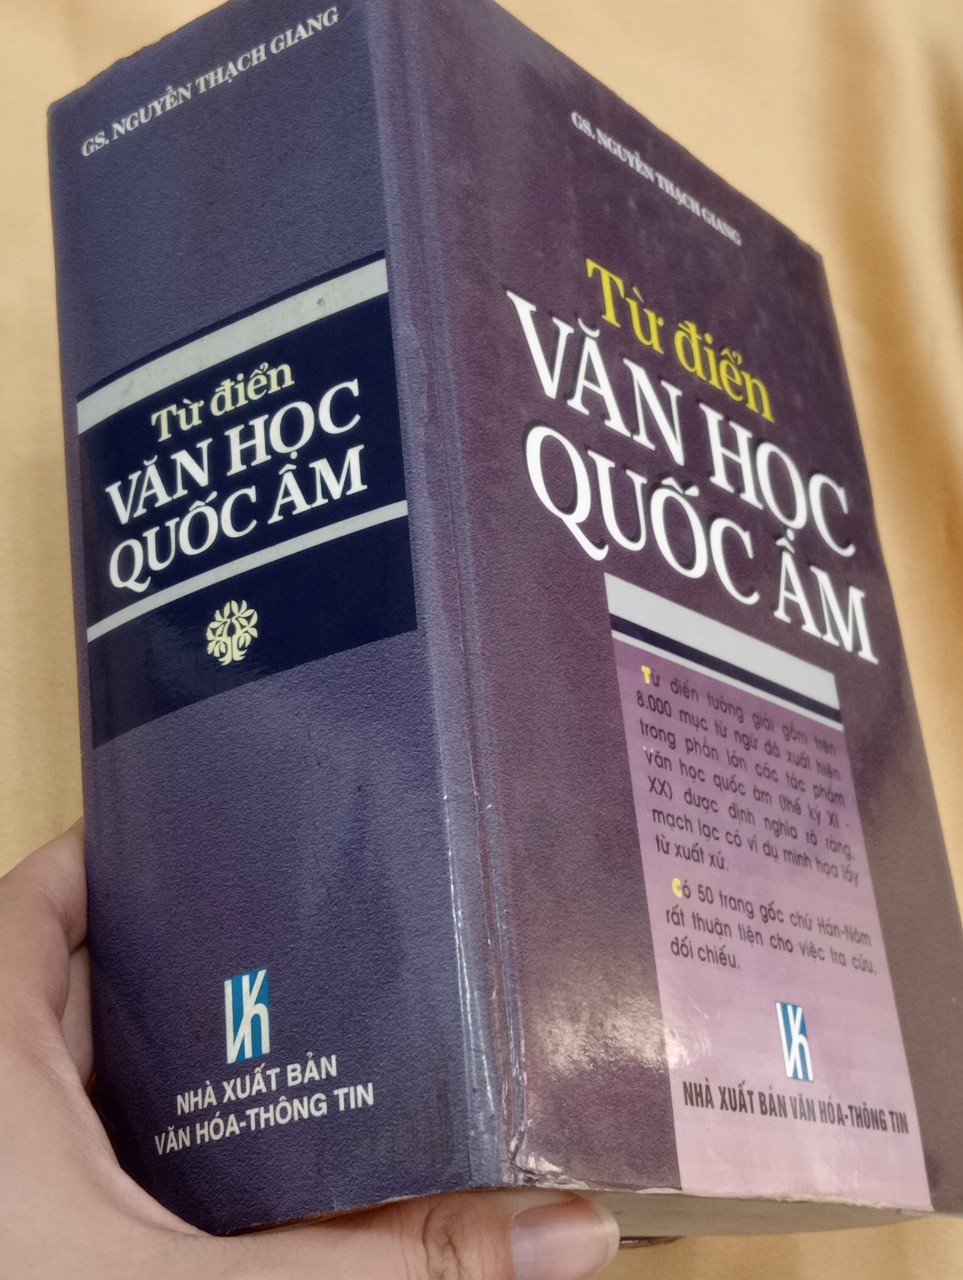 GS. NGUYỄN THẠCH GIANG
Từ điển
VĂN HỌC
QUỐC ÂM
NHÀ XUẤT BẢN
VĂN HÓA-THÔNG TIN
GS. NGUYỄN THẠCH GIANG
Từ điển
VĂN HỌC
QUỐC ÂM
Từ điển tường giải gồm trên
8.000 mục từ ngữ đã xuất hiện
trong phần lớn các tác phẩm
văn học quốc âm (thế kỷ XI -
XX) được định nghĩa rõ ràng,
mạch lạc có ví dụ minh họa lấy
từ xuất xứ.
Có 50 trang gốc chữ Hán-Nôm
rất thuận tiện cho việc tra cứu,
đối chiếu.
NHÀ XUẤT BẢN VĂN HÓA-THÔNG TIN